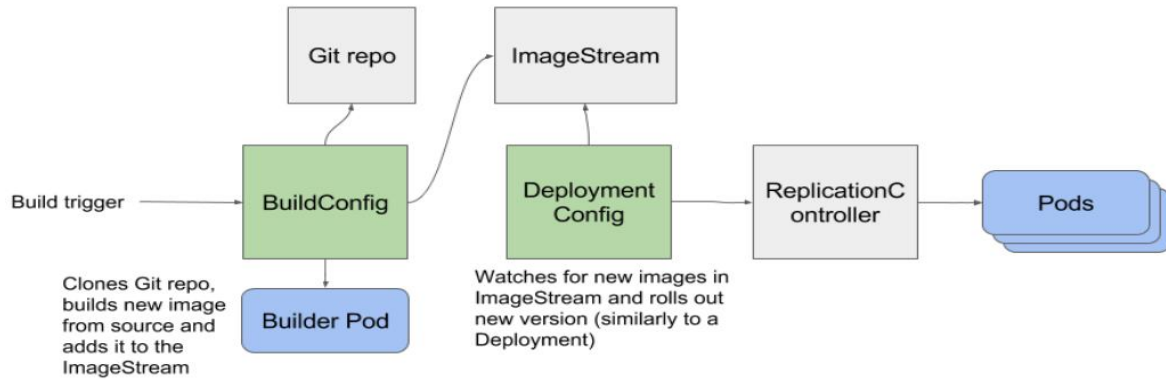 Git repo
ImageStream
Build trigger
BuildConfig
Deployment
Config
ReplicationC
ontroller
Pods
Clones Git repo,
builds new image
from source and
adds it to the
ImageStream
Builder Pod
Watches for new images in
ImageStream and rolls out
new version (similarly to a
Deployment)